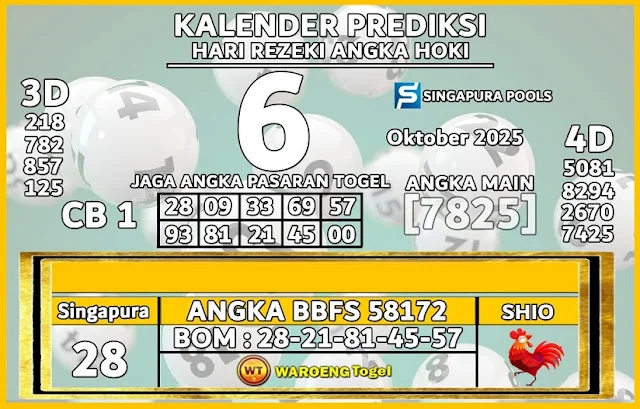 KALENDER PREDIKSI
HARI REZEKI ANGKA HOKI
3D
218
782
857
125
CB 1
6
JAGA ANGKA PASARAN TOGEL
28 09 33 69 57
93 81 21 45 00
SINGAPURA POOLS
Oktober 2025
ANGKA MAIN
[7825]
4D
5081
8294
2670
7425
Singapura
28
ANGKA BBFS 58172
BOM : 28-21-81-45-57
WT WAROENG Togel
SHIO